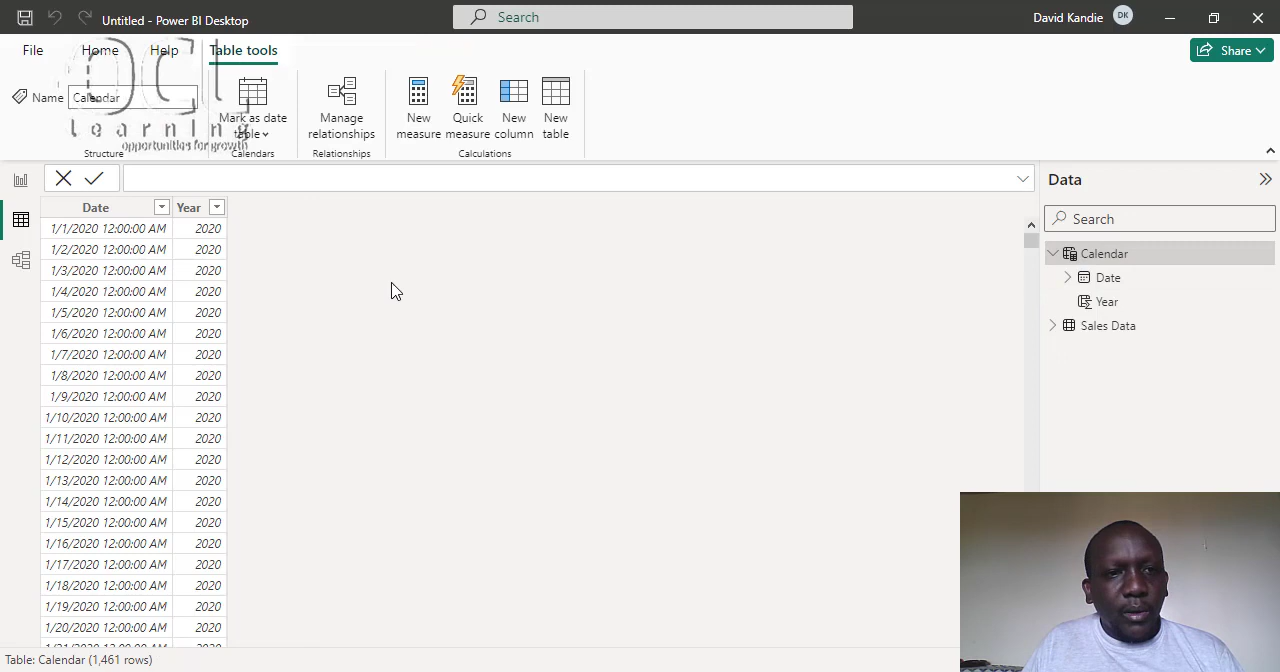 Untitled - Power BI Desktop
Search
David Kandie
DK
File
Home
Help
Table tools
Share
Name
Calendar
Mark as date
table
Manage
relationships
New
measure
Quick
measure
New
column
New
table
Structure
Calendars
Relationships
Calculations
DCL
learning
opportunities for growth
Date
Year
1/1/2020 12:00:00 AM 2020
1/2/2020 12:00:00 AM 2020
1/3/2020 12:00:00 AM 2020
1/4/2020 12:00:00 AM 2020
1/5/2020 12:00:00 AM 2020
1/6/2020 12:00:00 AM 2020
1/7/2020 12:00:00 AM 2020
1/8/2020 12:00:00 AM 2020
1/9/2020 12:00:00 AM 2020
1/10/2020 12:00:00 AM 2020
1/11/2020 12:00:00 AM 2020
1/12/2020 12:00:00 AM 2020
1/13/2020 12:00:00 AM 2020
1/14/2020 12:00:00 AM 2020
1/15/2020 12:00:00 AM 2020
1/16/2020 12:00:00 AM 2020
1/17/2020 12:00:00 AM 2020
1/18/2020 12:00:00 AM 2020
1/19/2020 12:00:00 AM 2020
1/20/2020 12:00:00 AM 2020
Data
Search
Calendar
Date
Year
Sales Data
Table: Calendar (1,461 rows)